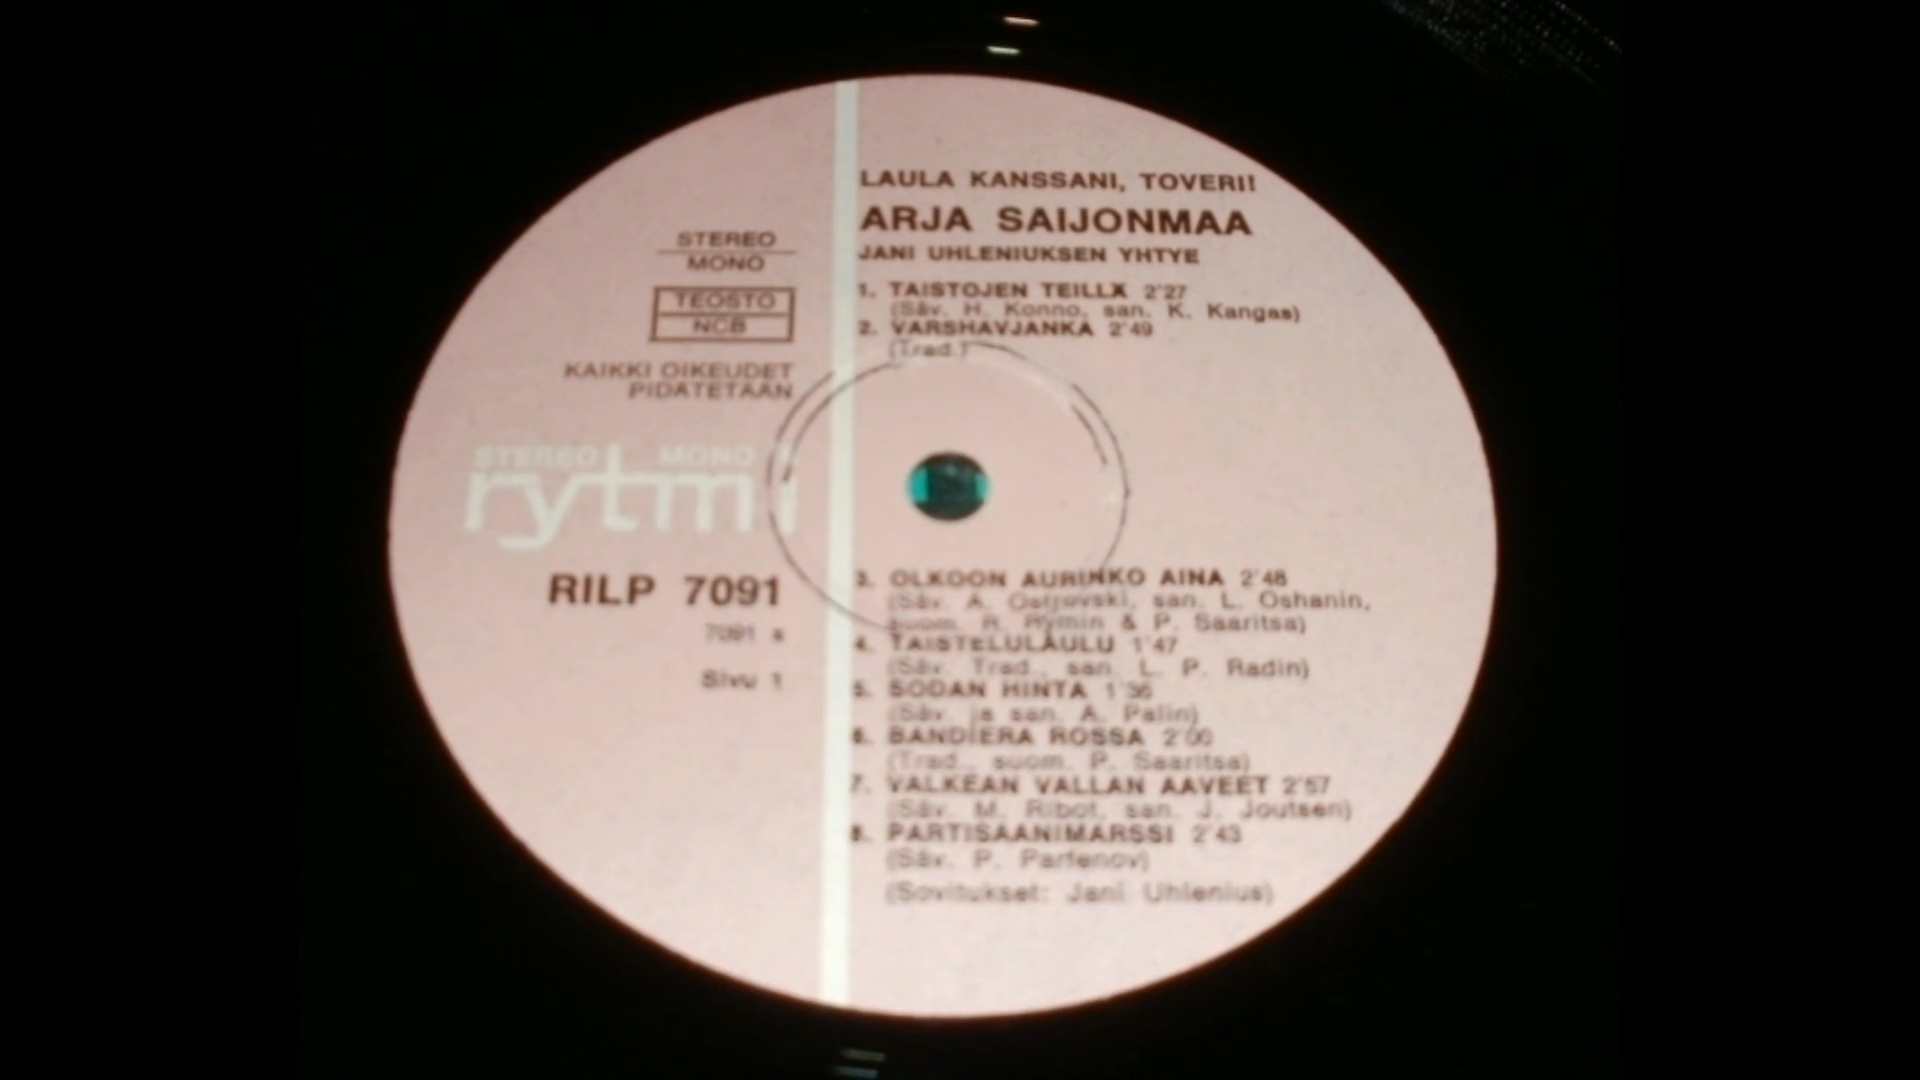 LAULA KANSSANI, TOVERI!
ARJA SAIJONMAA
JANI UHLENIUKSEN YHTYE
STEREO
MONO
TEOSTO
NCB
KAIKKI OIKEUDET
PIDÄTETÄÄN
STEREO MONO
rytmi
RILP 7091
7091 a
Sivu 1
1. TAISTOJEN TEILLX 2'27
(Säv. H. Konno, san. K. Kangas)
2. VARSHAVJANKA 2'49
(Trad.)
3. OLKOON AURINKO AINA 2'48
(Säv. A. Ostrovski, san. L. Oshanin,
suom. R. Rymin & P. Saaritsa)
4. TAISTELULAULU 1'47
(Säv. Trad., san. L. P. Radin)
5. SODAN HINTA 1'36
(Säv. ja san. A. Palin)
6. BANDIERA ROSSA 2'00
(Trad., suom. P. Saaritsa)
7. VALKEAN VALLAN AAVEET 2'57
(Säv. M. Ribot, san. J. Joutsen)
8. PARTISAANIMARSSI 2'43
(Säv. P. Parfenov)
(Sovitukset: Jani Uhlenius)